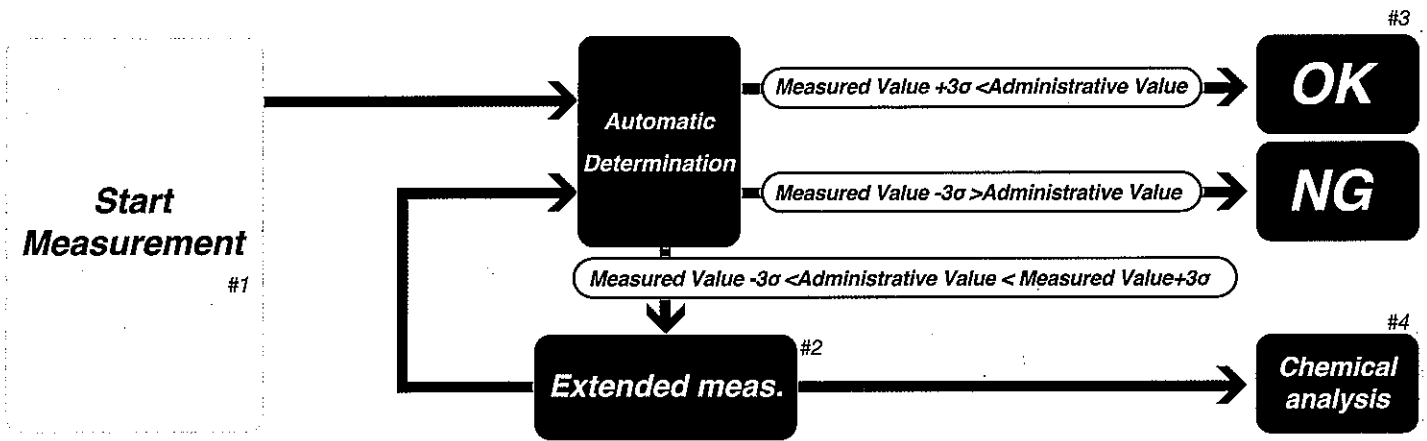 #3
Measured Value +3σ <Administrative Value
OK
Automatic
Determination
Start
Measurement
#1
Measured Value -3σ >Administrative Value
NG
Measured Value -3σ <Administrative Value < Measured Value+3σ
#2
Extended meas.
#4
Chemical
analysis